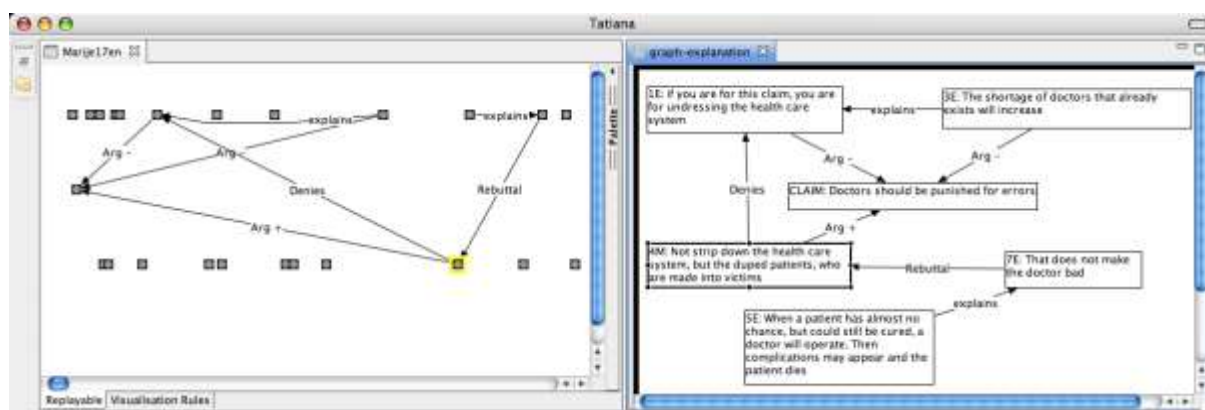 Tatiana
Marije17en
explains
explains
Arg -
Arg -
Denies
Rebuttal
Arg +
Palette
Replayable
Visualisation Rules
graph-explanation
1E: if you are for this claim, you are
for undressing the health care
system
explains
3E: The shortage of doctors that already
exists will increase
Arg -
Arg -
Denies
CLAIM: Doctors should be punished for errors
Arg +
4M: Not strip down the health care
system, but the duped patients, who
are made into victims
Rebuttal
7E: That does not make
the doctor bad
explains
5E: When a patient has almost no
chance, but could still be cured, a
doctor will operate. Then
complications may appear and the
patient dies